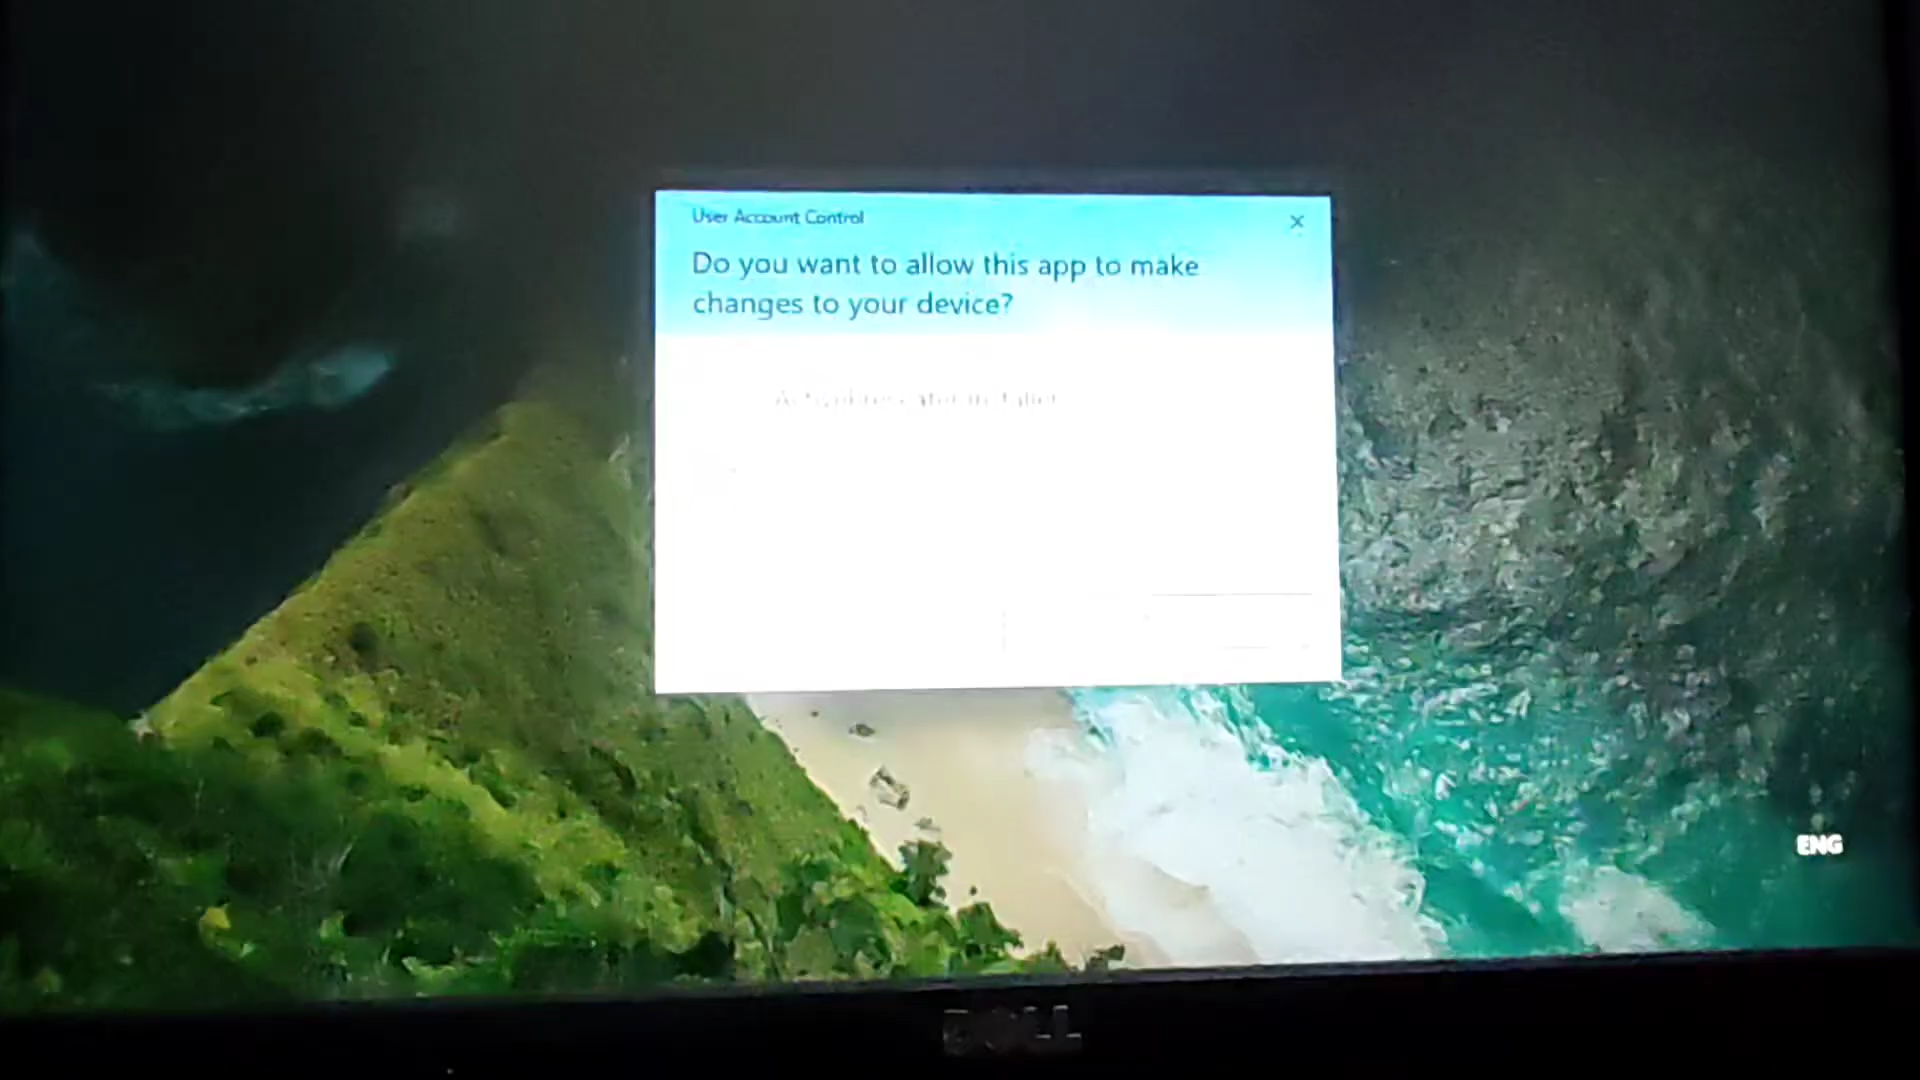 User Account Control
Do you want to allow this app to make
changes to your device?
ENG
DELL